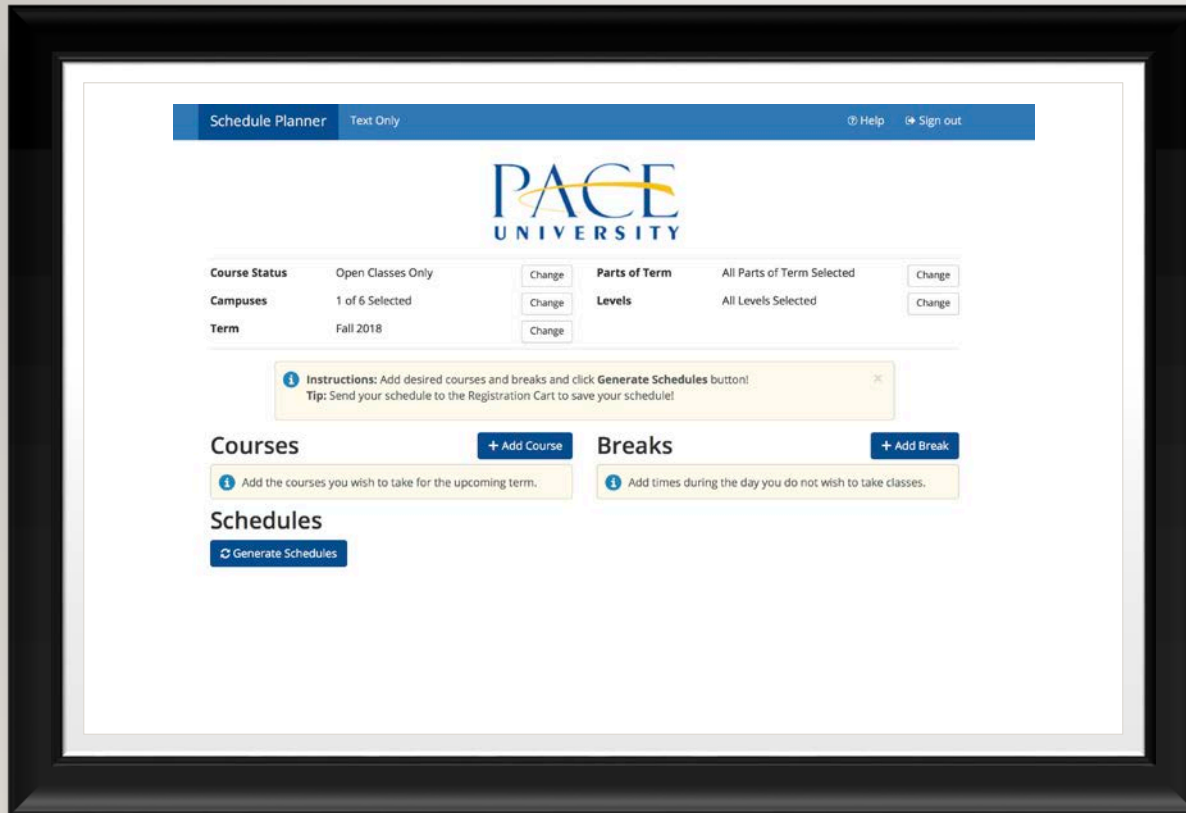 Schedule Planner Text Only Help Sign out
PACE
UNIVERSITY
Course Status Open Classes Only Change Parts of Term All Parts of Term Selected Change
Campuses 1 of 6 Selected Change Levels All Levels Selected Change
Term Fall 2018 Change
Instructions: Add desired courses and breaks and click Generate Schedules button!
Tip: Send your schedule to the Registration Cart to save your schedule!
Courses + Add Course Breaks + Add Break
Add the courses you wish to take for the upcoming term. Add times during the day you do not wish to take classes.
Schedules
Generate Schedules